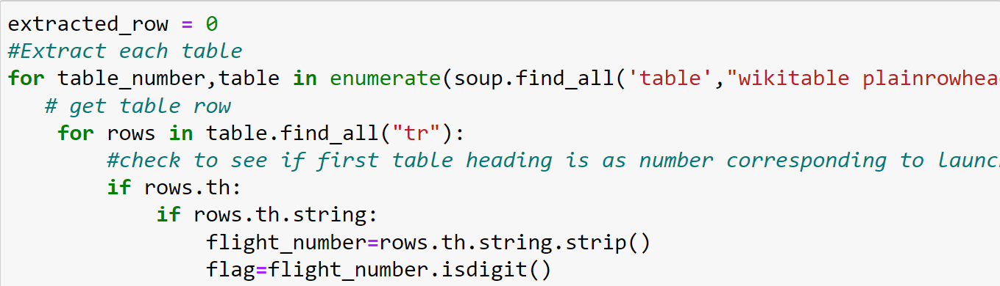 extracted_row = 0
#Extract each table
for table_number,table in enumerate(soup.find_all('table',"wikitable plainrowhea
    # get table row
     for rows in table.find_all("tr"):
        #check to see if first table heading is as number corresponding to launc
        if rows.th:
            if rows.th.string:
                flight_number=rows.th.string.strip()
                flag=flight_number.isdigit()